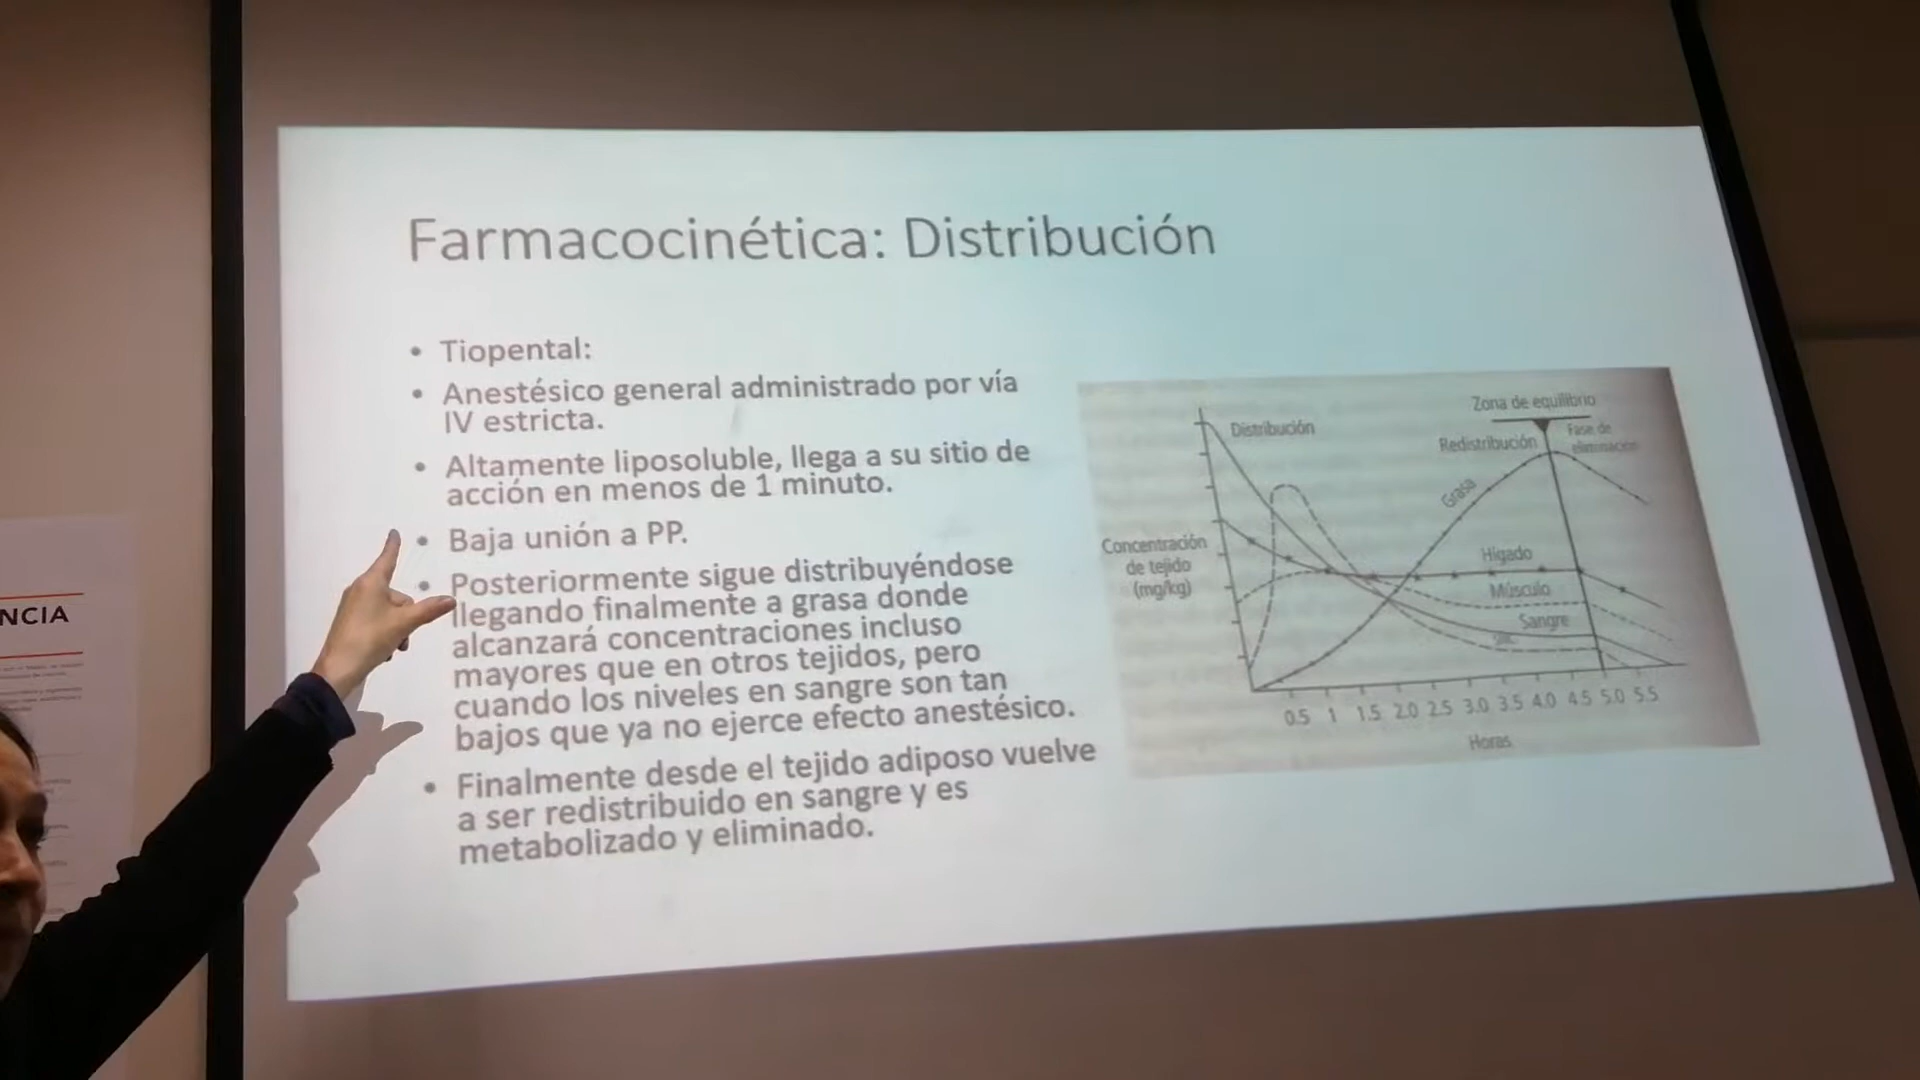 Farmacocinética: Distribución
• Tiopental:
• Anestésico general administrado por vía
IV estricta.
• Altamente liposoluble, llega a su sitio de
acción en menos de 1 minuto.
• Baja unión a PP.
• Posteriormente sigue distribuyéndose
llegando finalmente a grasa donde
alcanzará concentraciones incluso
mayores que en otros tejidos, pero
cuando los niveles en sangre son tan
bajos que ya no ejerce efecto anestésico.
• Finalmente desde el tejido adiposo vuelve
a ser redistribuido en sangre y es
metabolizado y eliminado.
Zona de equilibrio
Distribución
Redistribución
Fase de
eliminación
Grasa
Concentración
de tejido
(mg/kg)
Hígado
Músculo
Sangre
0.5 1 1.5 2.0 2.5 3.0 3.5 4.0 4.5 5.0 5.5
Horas
NCIA